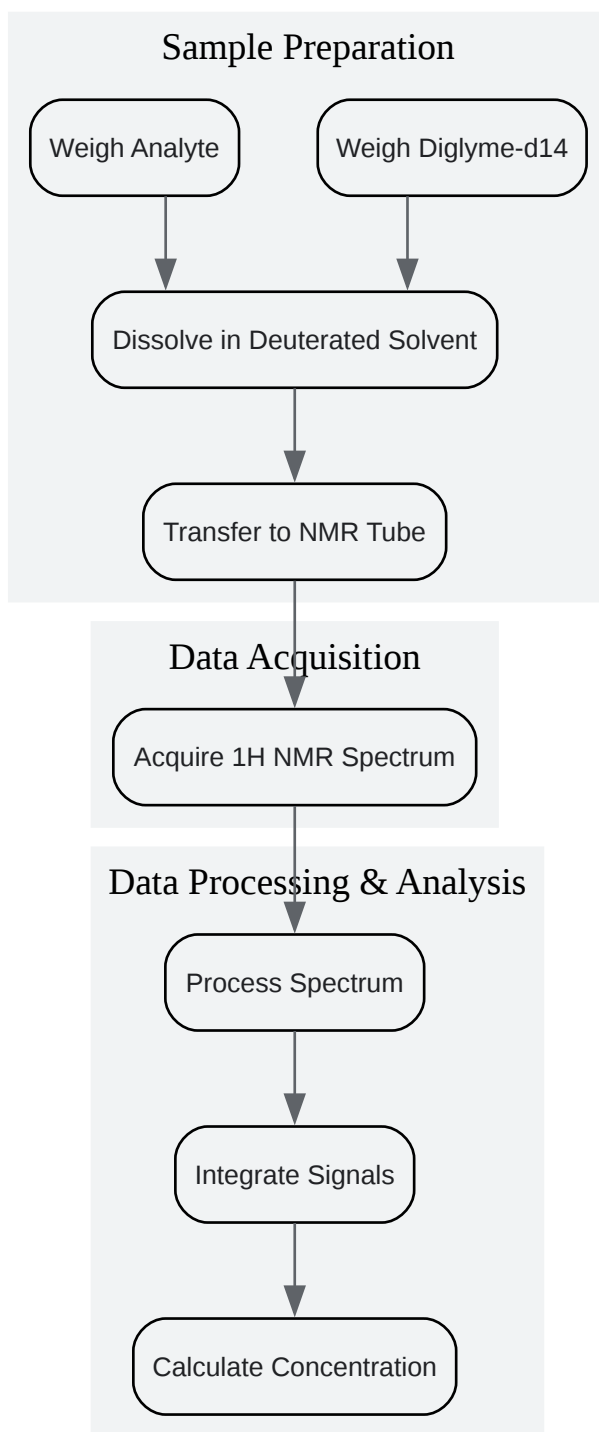 Sample Preparation
Weigh Analyte
Weigh Diglyme-d14
Dissolve in Deuterated Solvent
Transfer to NMR Tube
Data Acquisition
Acquire 1H NMR Spectrum
Data Processing & Analysis
Process Spectrum
Integrate Signals
Calculate Concentration